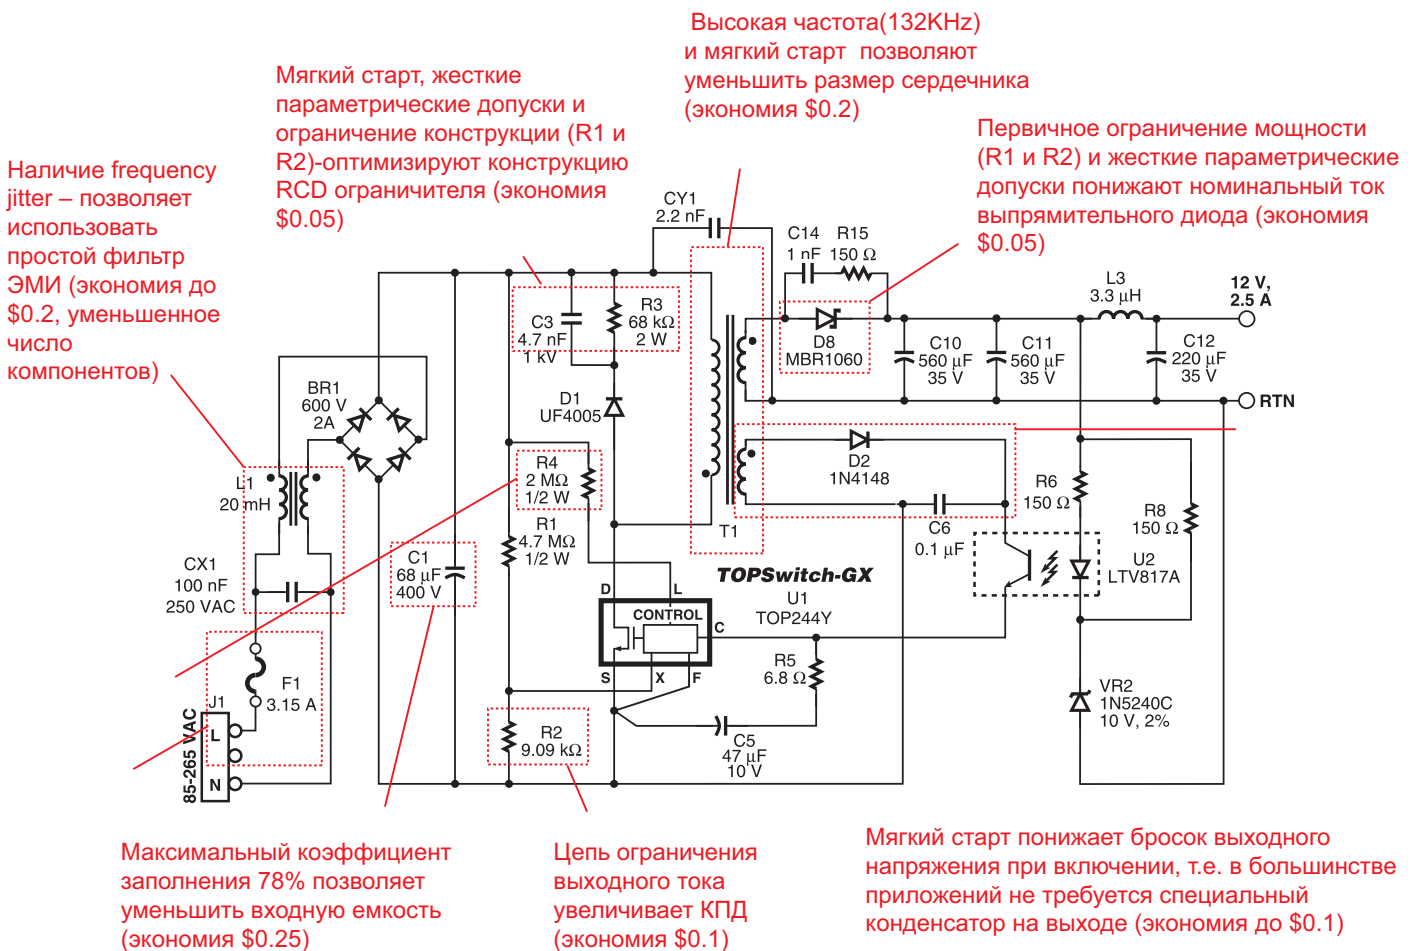 Высокая частота(132KHz)
и мягкий старт позволяют
уменьшить размер сердечника
(экономия $0.2)
Мягкий старт, жесткие
параметрические допуски и
ограничение конструкции (R1 и
R2)-оптимизируют конструкцию
RCD ограничителя (экономия
$0.05)
Первичное ограничение мощности
(R1 и R2) и жесткие параметрические
допуски понижают номинальный ток
выпрямительного диода (экономия
$0.05)
Наличие frequency
jitter – позволяет
использовать
простой фильтр
ЭМИ (экономия до
$0.2, уменьшенное
число
компонентов)
CY1
2.2 nF
C14
1 nF
R15
150 Ω
L3
3.3 µH
12 V,
2.5 A
C3
4.7 nF
1 kV
R3
68 kΩ
2 W
D8
MBR1060
C10
560 µF
35 V
C11
560 µF
35 V
C12
220 µF
35 V
RTN
BR1
600 V
2A
D1
UF4005
D2
1N4148
L1
20 mH
R4
2 MΩ
1/2 W
R1
4.7 MΩ
1/2 W
T1
C6
0.1 µF
R6
150 Ω
R8
150 Ω
U2
LTV817A
CX1
100 nF
250 VAC
C1
68 µF
400 V
TOPSwitch-GX
U1
TOP244Y
D
L
CONTROL
C
S
X
F
R5
6.8 Ω
F1
3.15 A
J1
L
N
85-265 VAC
R2
9.09 kΩ
C5
47 µF
10 V
VR2
1N5240C
10 V, 2%
Максимальный коэффициент
заполнения 78% позволяет
уменьшить входную емкость
(экономия $0.25)
Цепь ограничения
выходного тока
увеличивает КПД
(экономия $0.1)
Мягкий старт понижает бросок выходного
напряжения при включении, т.е. в большинстве
приложений не требуется специальный
конденсатор на выходе (экономия до $0.1)